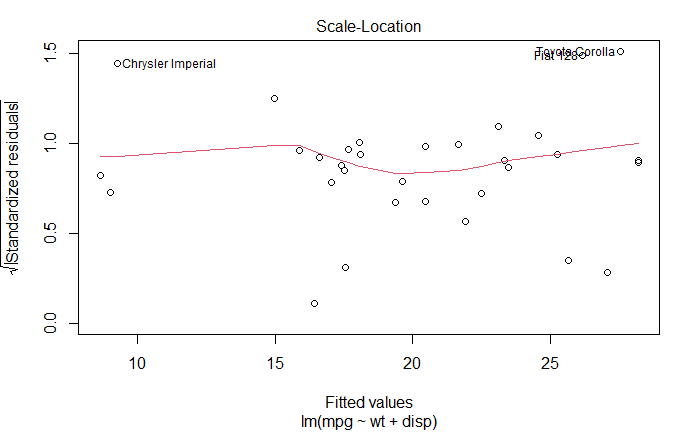 Scale-Location
√|Standardized residuals|
0.0 0.5 1.0 1.5
Chrysler Imperial
Toyota Corolla
Fiat 128
10 15 20 25
Fitted values
lm(mpg ~ wt + disp)